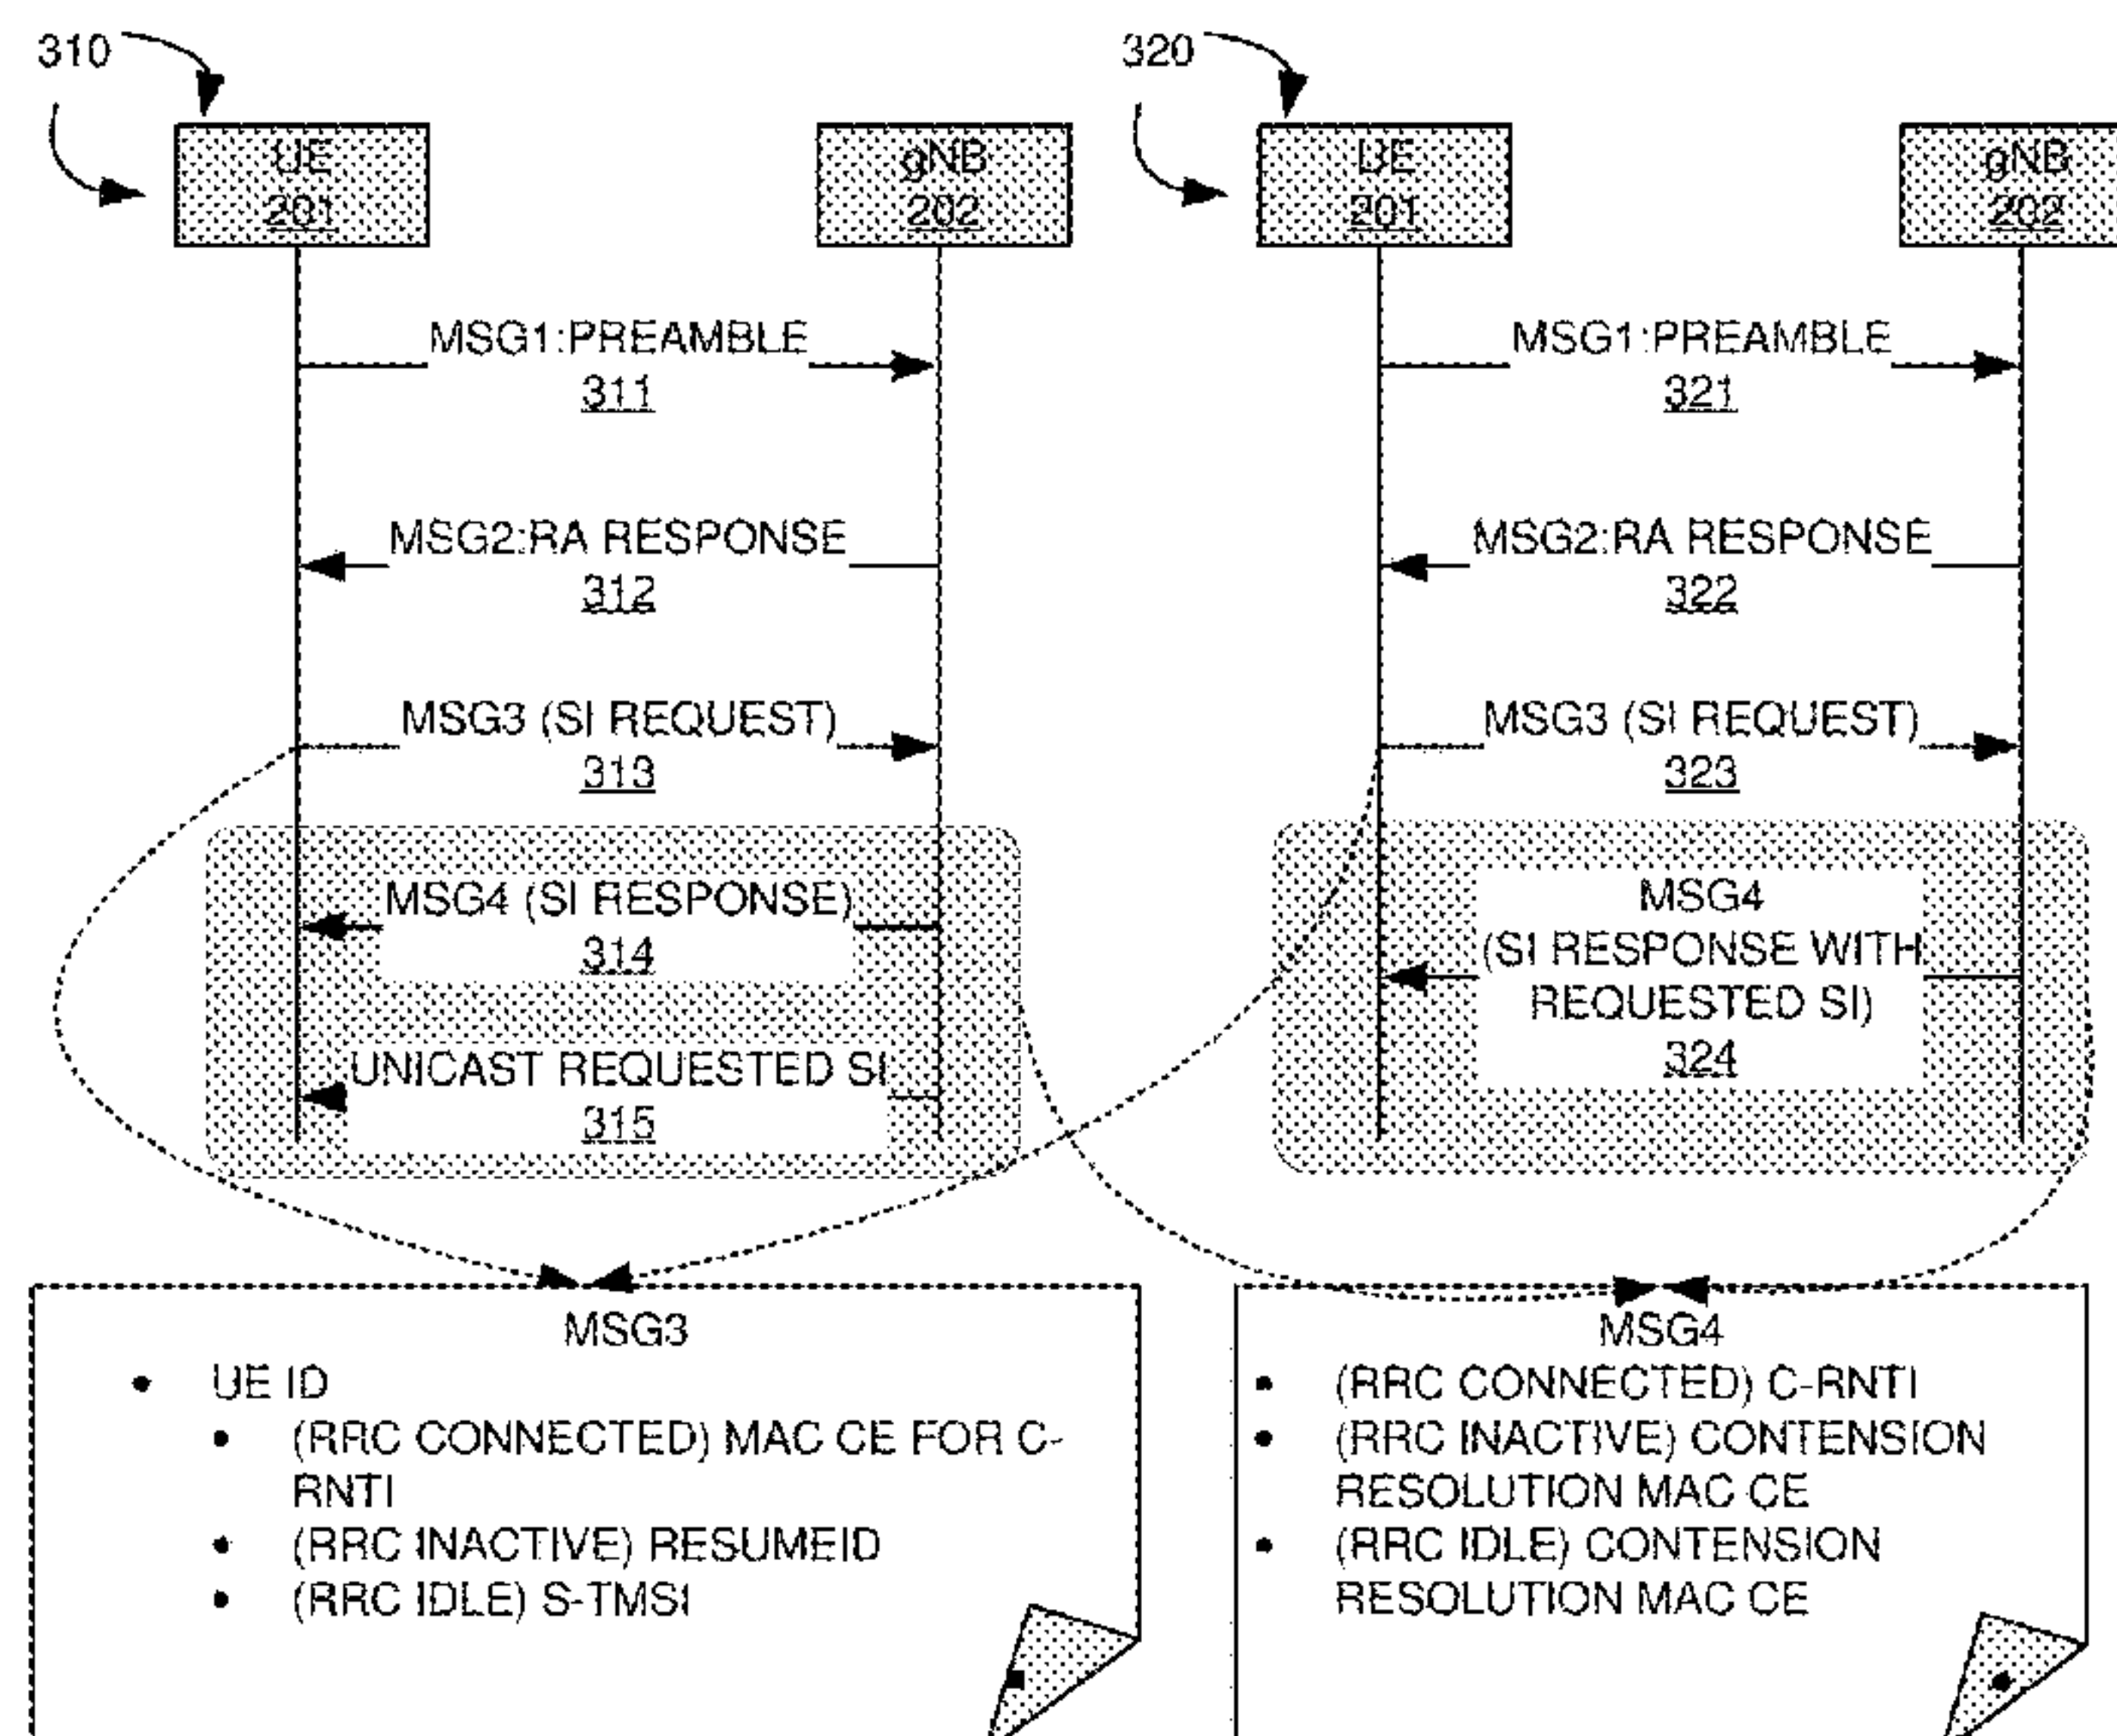 310
UE
201
gNB
202
MSG1:PREAMBLE
311
MSG2:RA RESPONSE
312
MSG3 (SI REQUEST)
313
MSG4 (SI RESPONSE)
314
UNICAST REQUESTED SI
315
320
UE
201
gNB
202
MSG1:PREAMBLE
321
MSG2:RA RESPONSE
322
MSG3 (SI REQUEST)
323
MSG4
(SI RESPONSE WITH
REQUESTED SI)
324
MSG3
• UE ID
• (RRC CONNECTED) MAC CE FOR C-
RNTI
• (RRC INACTIVE) RESUMEID
• (RRC IDLE) S-TMSI
MSG4
• (RRC CONNECTED) C-RNTI
• (RRC INACTIVE) CONTENSION
RESOLUTION MAC CE
• (RRC IDLE) CONTENSION
RESOLUTION MAC CE